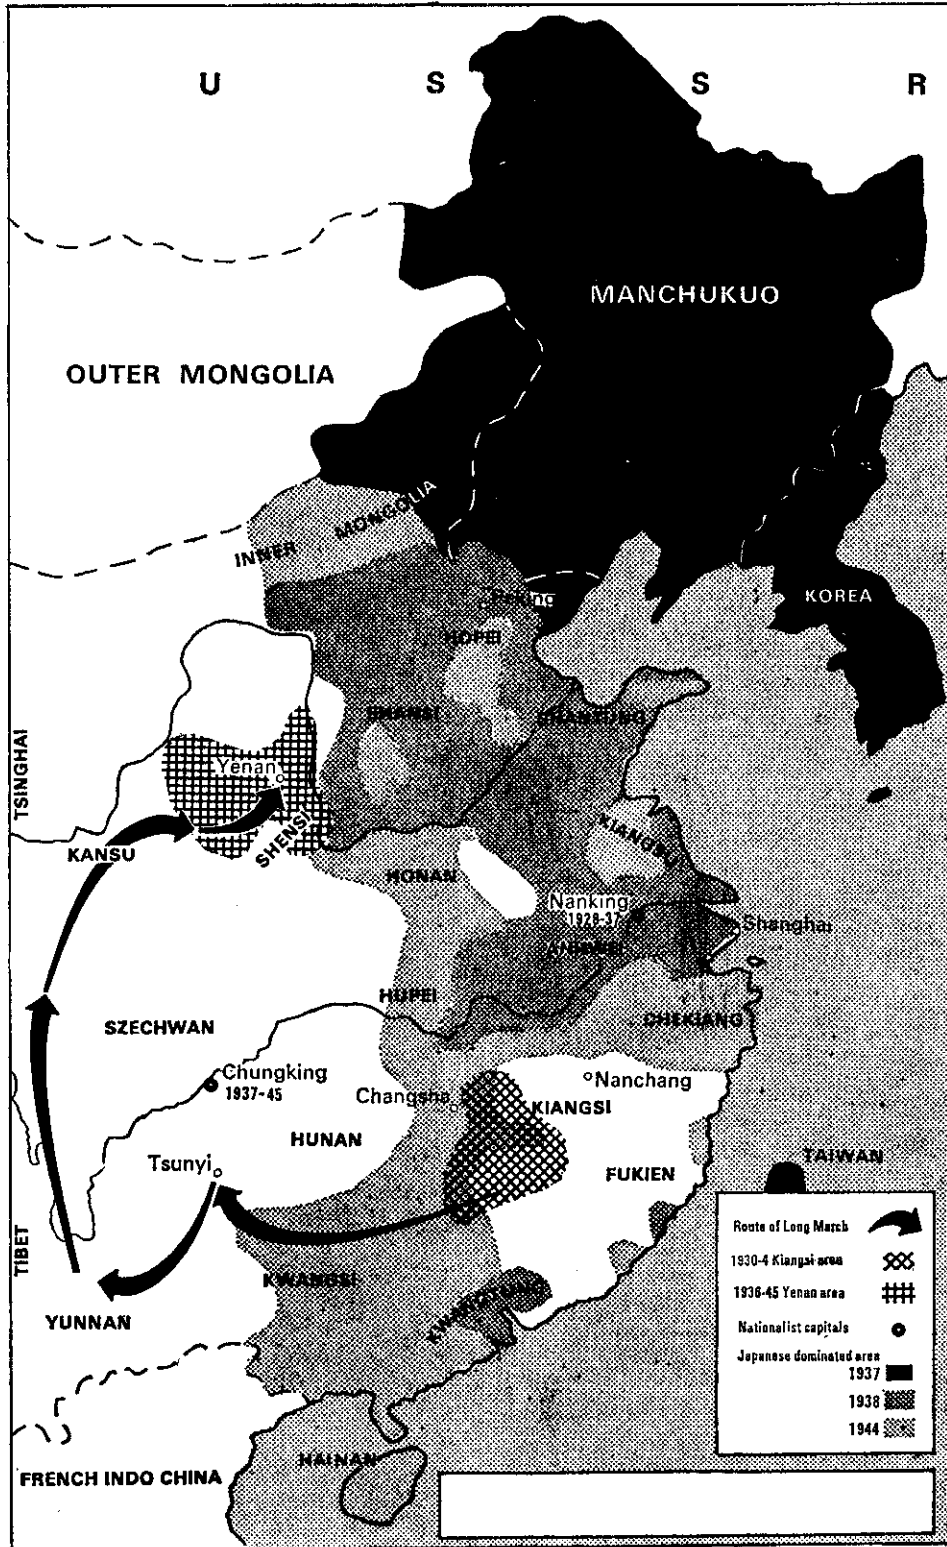 U S S R
MANCHUKUO
OUTER MONGOLIA
INNER MONGOLIA
Peking
KOREA
HOPEI
SHANSI
SHANTUNG
TSINGHAI
Yenan
SHENSI
KANSU
KIANGSU
HONAN
Nanking
1928-37
Shanghai
ANHWEI
HUPEI
CHEKIANG
SZECHWAN
Chungking
1937-45
Nanchang
Changsha
KIANGSI
HUNAN
Tsunyi
FUKIEN
TAIWAN
TIBET
KWANGSI
KWANGTUNG
YUNNAN
HAINAN
FRENCH INDO CHINA
Route of Long March
1930-4 Kiangsi area
1936-45 Yenan area
Nationalist capitals
Japanese dominated area
1937
1938
1944